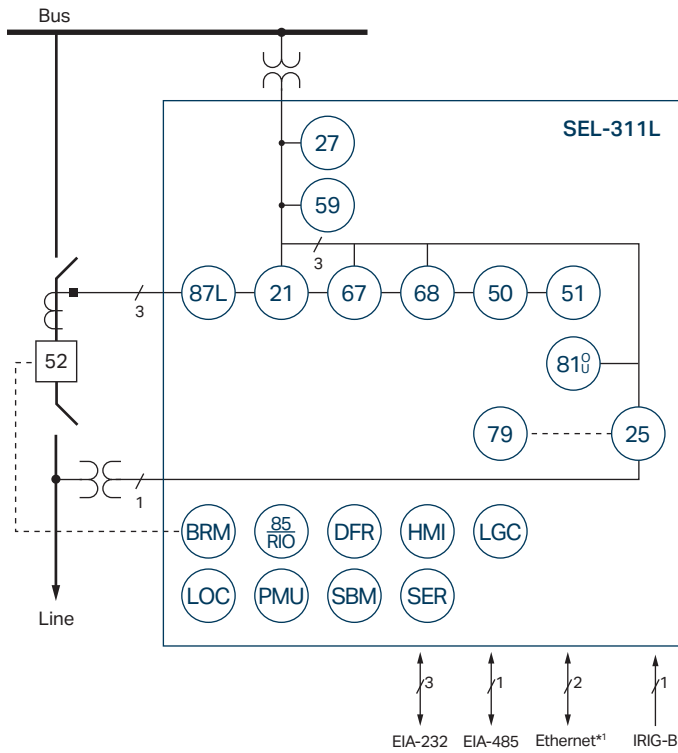 Bus
SEL-311L
27
59
3
3
87L
21
67
68
50
51
52
81 O U
79
25
1
BRM
85
RIO
DFR
HMI
LGC
LOC
PMU
SBM
SER
Line
3
1
2
1
EIA-232
EIA-485
Ethernet*1
IRIG-B